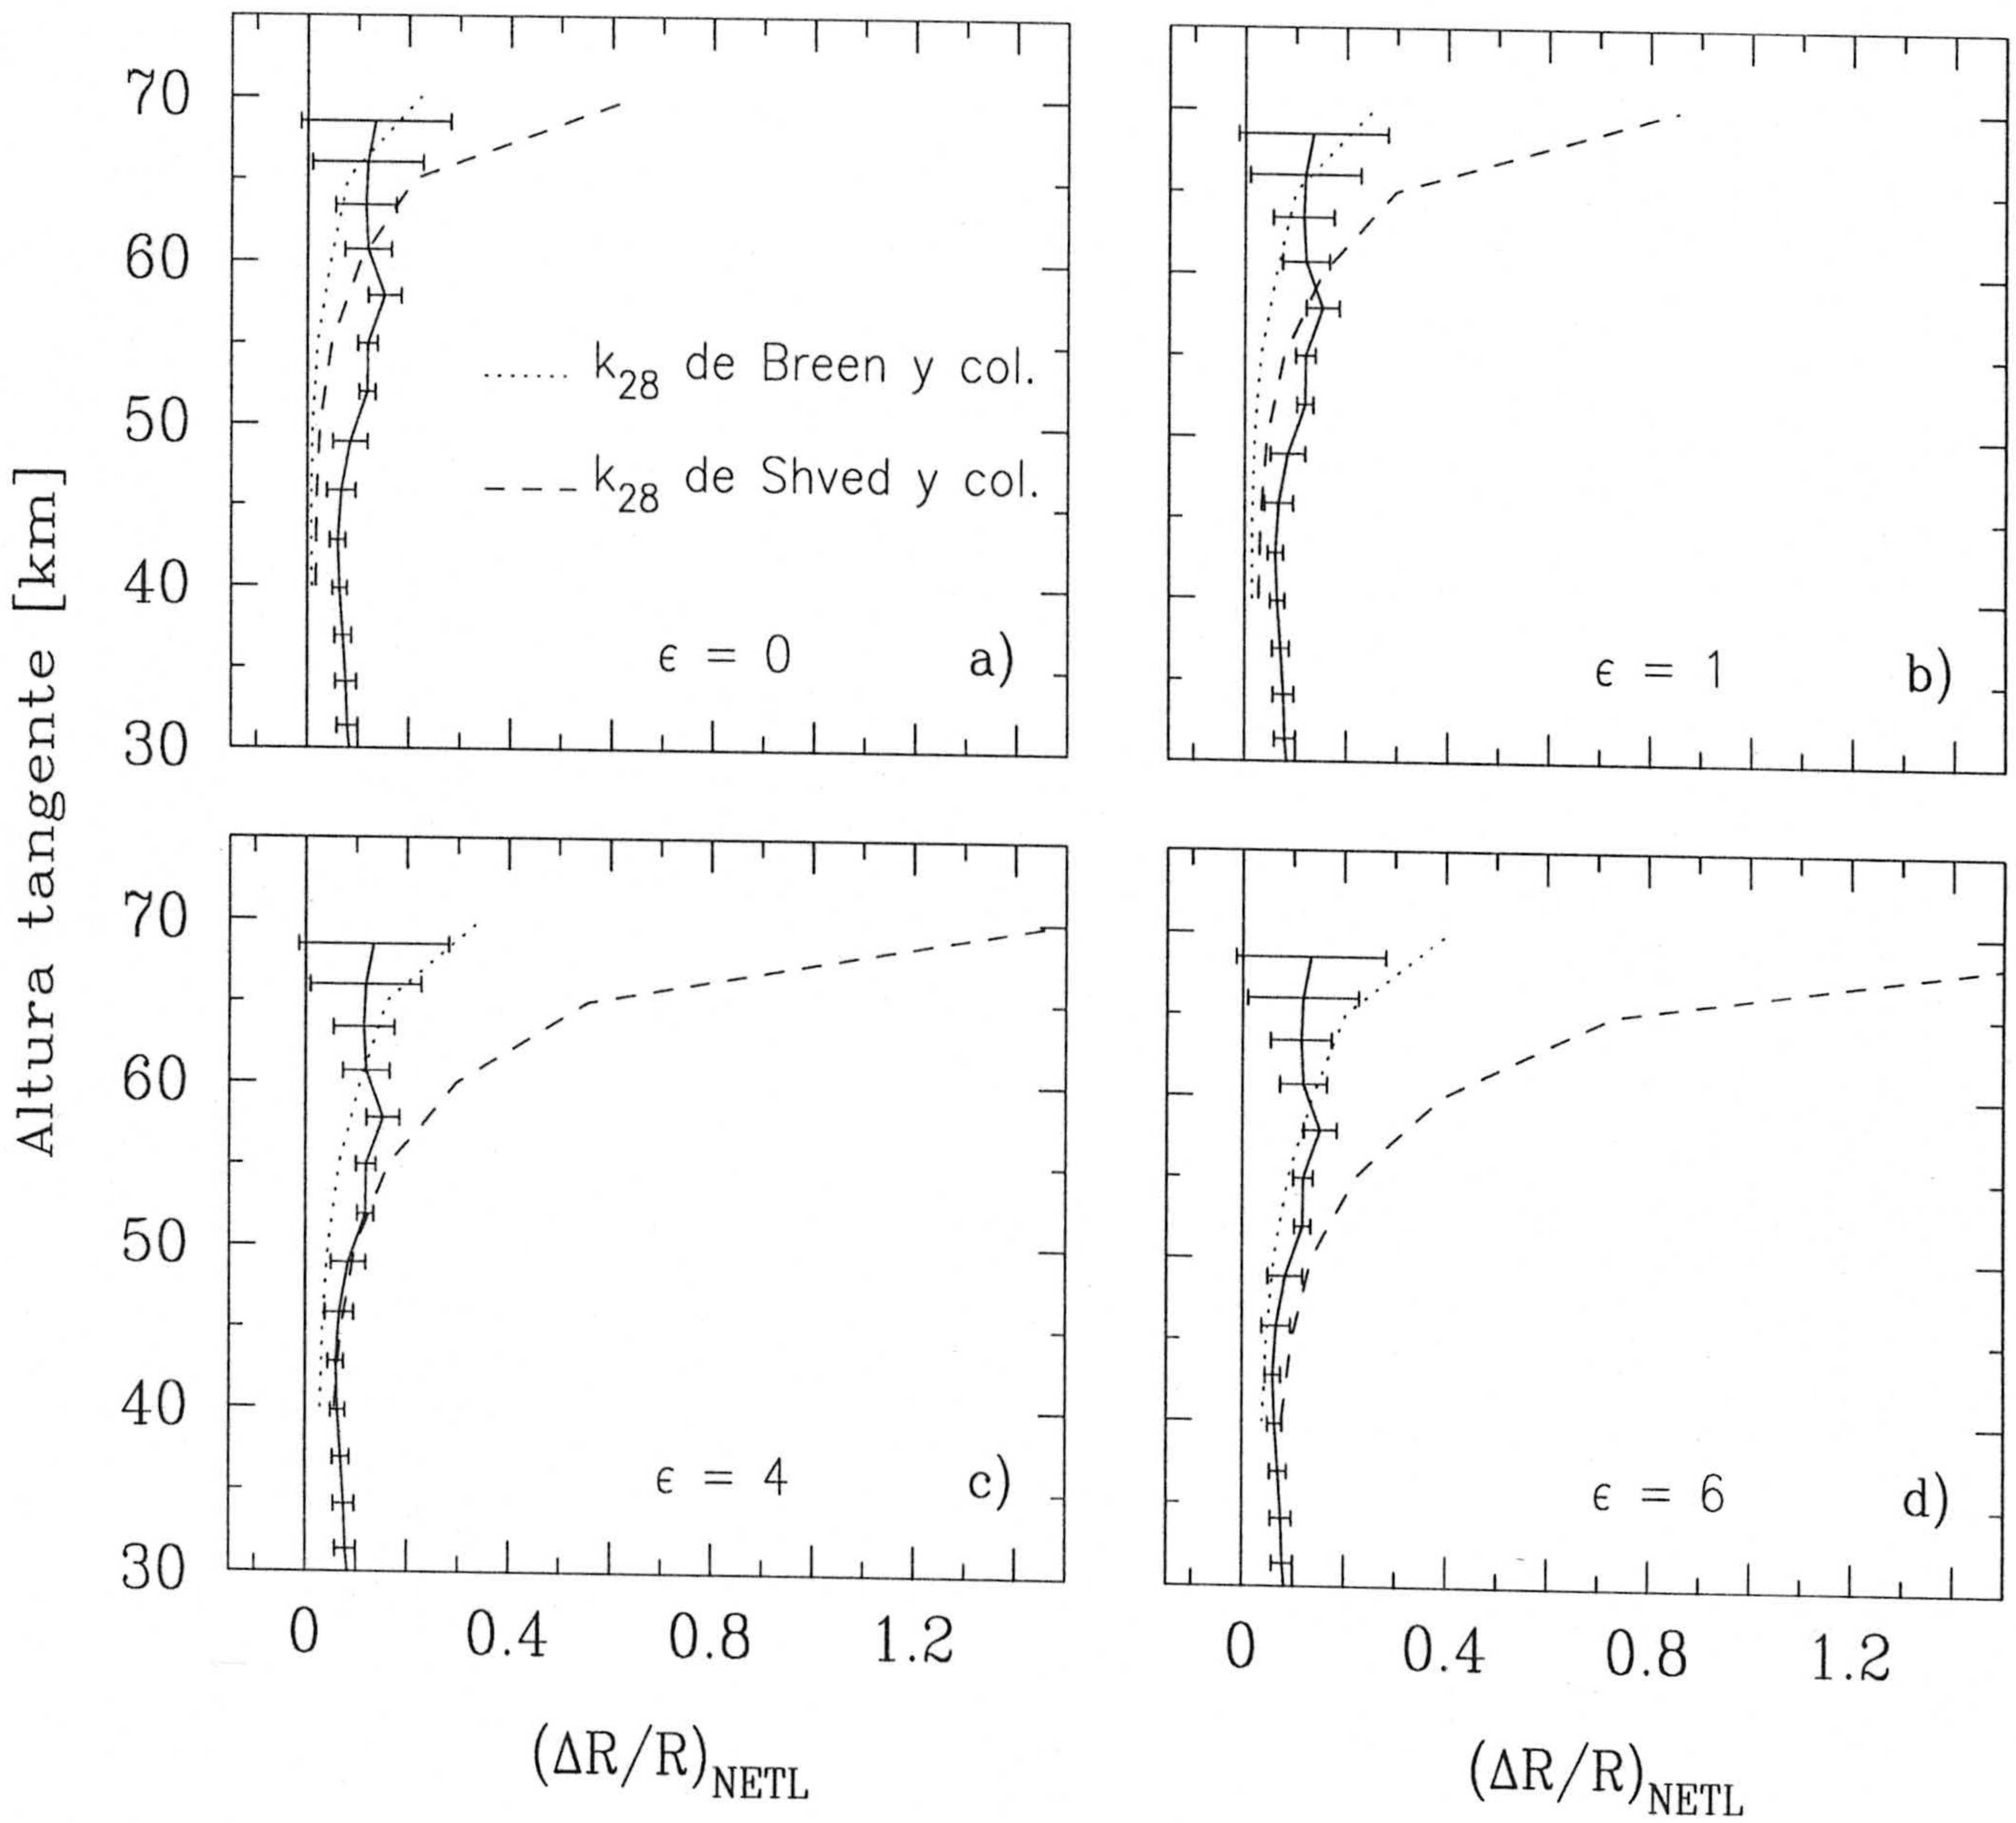 Altura tangente [km]
70
60
50
40
30
k28 de Breen y col.
k28 de Shved y col.
ϵ = 0
a)
ϵ = 1
b)
70
60
50
40
30
ϵ = 4
c)
ϵ = 6
d)
0 0.4 0.8 1.2
0 0.4 0.8 1.2
(ΔR/R)NETL
(ΔR/R)NETL